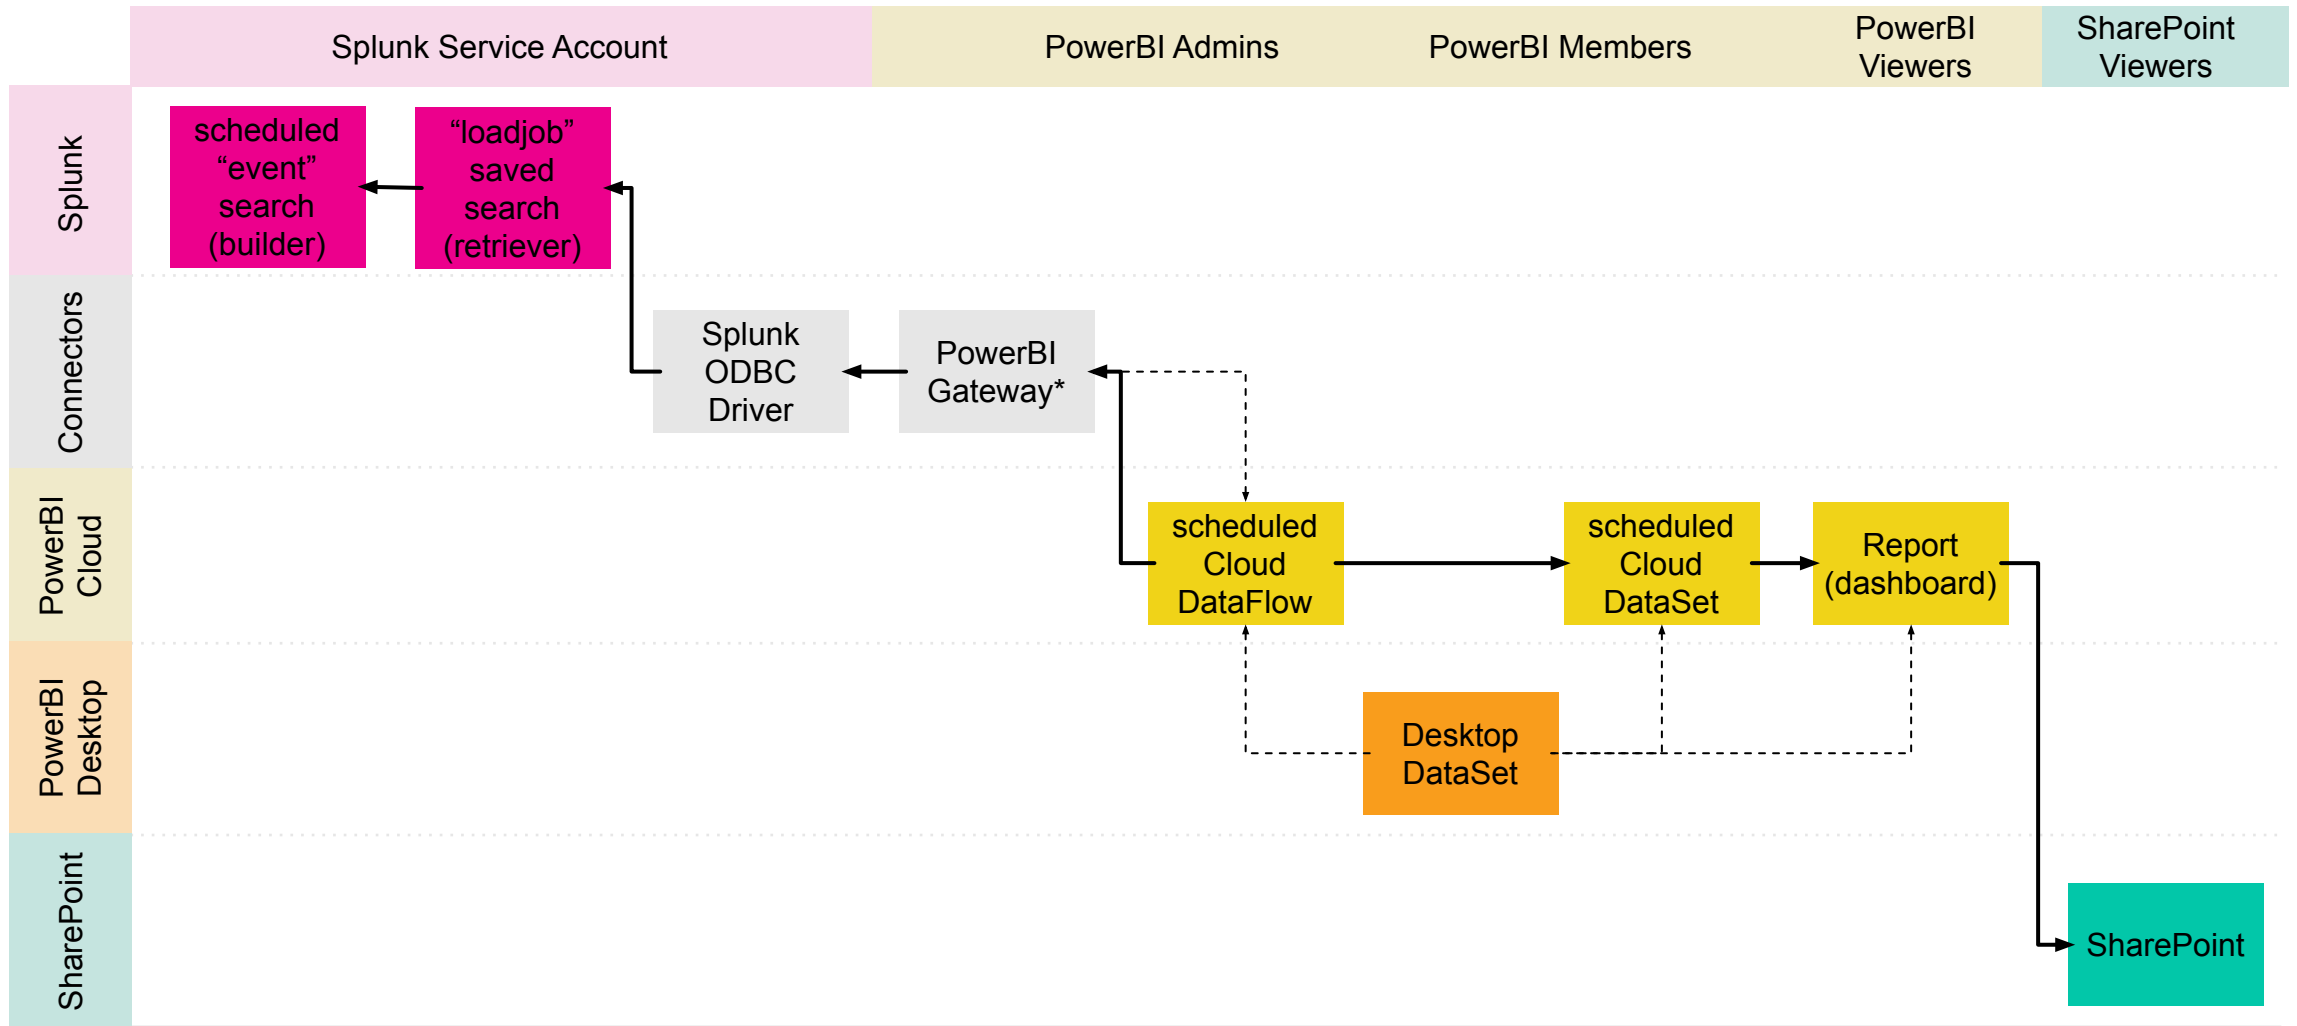 Splunk Service Account
PowerBI Admins
PowerBI Members
PowerBI
Viewers
SharePoint
Viewers
Splunk
scheduled
“event”
search
(builder)
“loadjob”
saved
search
(retriever)
Connectors
Splunk
ODBC
Driver
PowerBI
Gateway*
PowerBI
Cloud
scheduled
Cloud
DataFlow
scheduled
Cloud
DataSet
Report
(dashboard)
PowerBI
Desktop
Desktop
DataSet
SharePoint
SharePoint